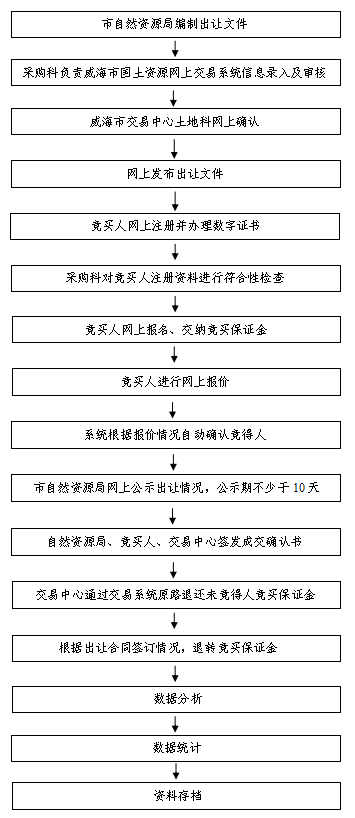 市自然资源局编制出让文件
采购科负责威海市国土资源网上交易系统信息录入及审核
威海市交易中心土地科网上确认
网上发布出让文件
竞买人网上注册并办理数字证书
采购科对竞买人注册资料进行符合性检查
竞买人网上报名、交纳竞买保证金
竞买人进行网上报价
系统根据报价情况自动确认竞得人
市自然资源局网上公示出让情况，公示期不少于 10 天
自然资源局、竞买人、交易中心签发成交确认书
交易中心通过交易系统原路退还未竞得人竞买保证金
根据出让合同签订情况，退转竞买保证金
数据分析
数据统计
资料存档